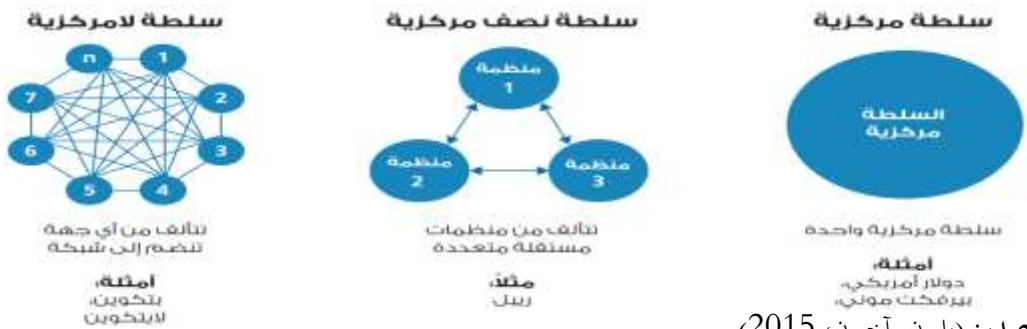 سلطة مركزية
السلطة
مركزية
سلطة مركزية واحدة
أمثلة:
دولار أمريكي،
بيرفكت موني،
سلطة نصف مركزية
منظمة
1
منظمة
2
منظمة
3
تتألف من منظمات
مستقلة متعددة
مثلاً:
ريبل
سلطة لامركزية
n
1
7
2
6
3
5
4
تتألف من أي جهة
تنضم إلى شبكة
أمثلة:
بتكوين،
لايتكوين
آخرون، 2015)